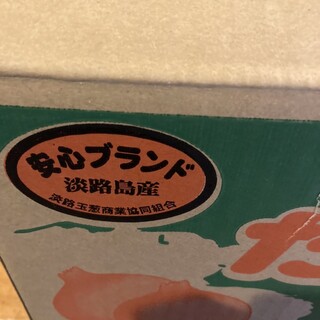 安心ブランド
淡路島産
淡路玉葱商業協同組合
た